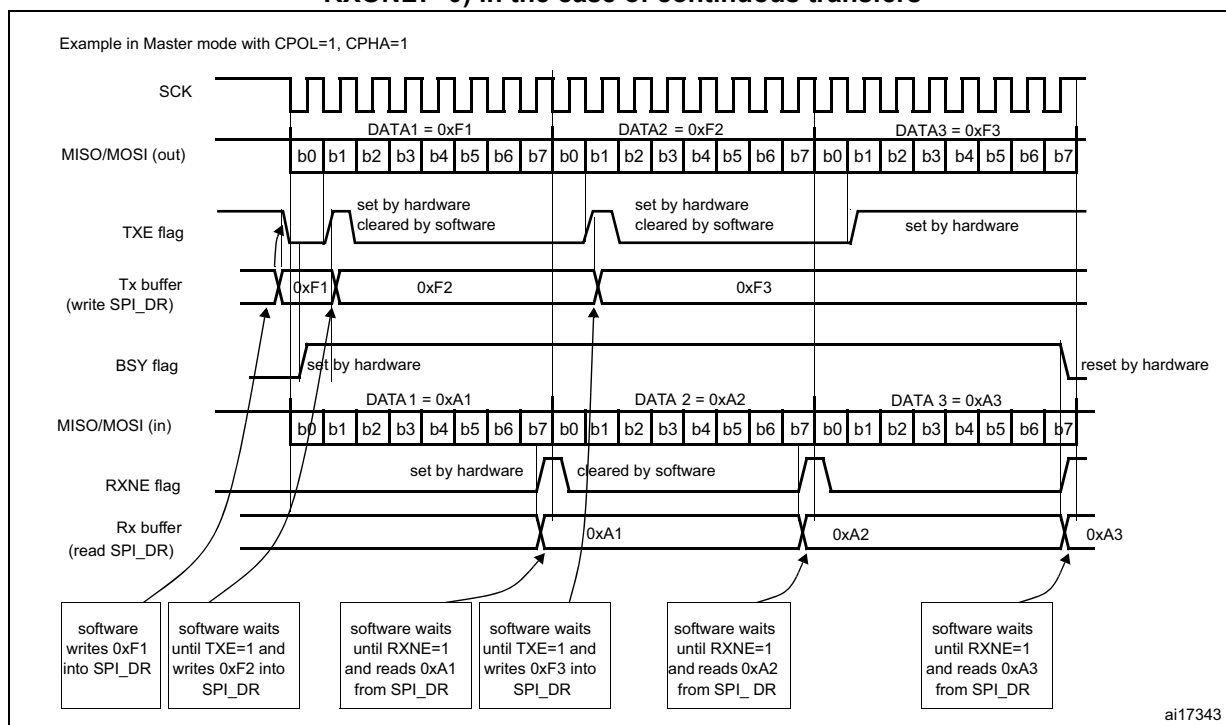 Example in Master mode with CPOL=1, CPHA=1
SCK
DATA1 = 0xF1
DATA2 = 0xF2
DATA3 = 0xF3
MISO/MOSI (out)
b0 b1 b2 b3 b4 b5 b6 b7 b0 b1 b2 b3 b4 b5 b6 b7 b0 b1 b2 b3 b4 b5 b6 b7
TXE flag
set by hardware
cleared by software
set by hardware
cleared by software
set by hardware
Tx buffer
(write SPI_DR)
0xF1
0xF2
0xF3
BSY flag
set by hardware
reset by hardware
DATA 1 = 0xA1
DATA 2 = 0xA2
DATA 3 = 0xA3
MISO/MOSI (in)
b0 b1 b2 b3 b4 b5 b6 b7 b0 b1 b2 b3 b4 b5 b6 b7 b0 b1 b2 b3 b4 b5 b6 b7
RXNE flag
set by hardware
cleared by software
Rx buffer
(read SPI_DR)
0xA1
0xA2
0xA3
software
writes 0xF1
into SPI_DR
software waits
until TXE=1 and
writes 0xF2 into
SPI_DR
software waits
until RXNE=1
and reads 0xA1
from SPI_DR
software waits
until TXE=1 and
writes 0xF3 into
SPI_DR
software waits
until RXNE=1
and reads 0xA2
from SPI_ DR
software waits
until RXNE=1
and reads 0xA3
from SPI_DR
ai17343